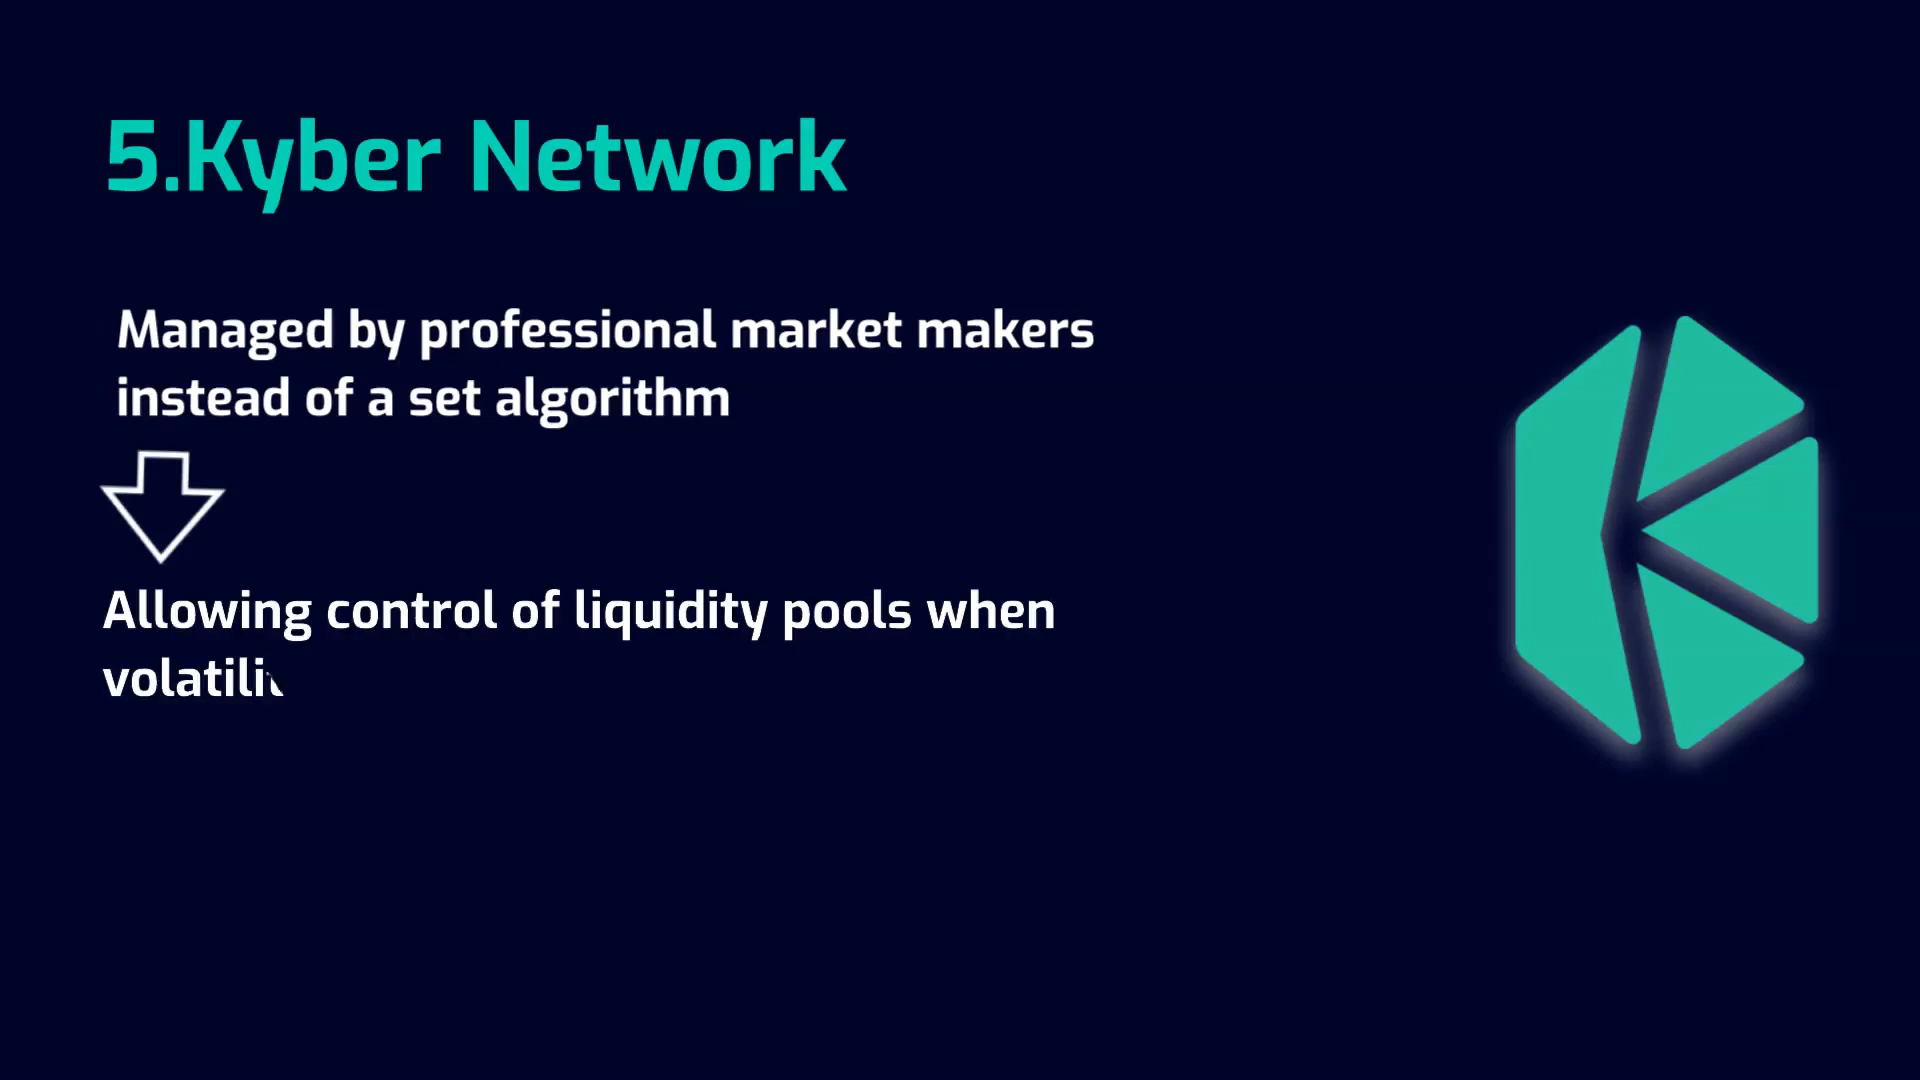 5.Kyber Network
Managed by professional market makers
instead of a set algorithm
Allowing control of liquidity pools when